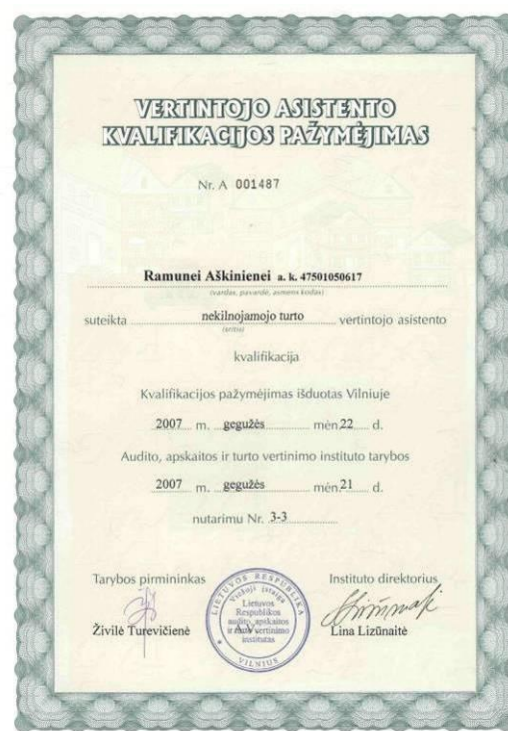 VERTINTOJO ASISTENTO
KVALIFIKACIJOS PAŽYMĖJIMAS
Nr. A 001487
Ramunei Aškinienei a. k. 47501050617
(vardas, pavardė, asmens kodas)
suteikta nekilnojamojo turto vertintojo asistento
(sritis)
kvalifikacija
Kvalifikacijos pažymėjimas išduotas Vilniuje
2007 m. gegužės mėn. 22 d.
Audito, apskaitos ir turto vertinimo instituto tarybos
2007 m. gegužės mėn. 21 d.
nutarimu Nr. 3-3
Tarybos pirmininkas
Instituto direktorius
LIETUVOS RESPUBLIKA
Viešoji įstaiga
Lietuvos
Respublikos
audito, apskaitos
ir turto vertinimo
institutas
VILNIUS
A.V.
Živilė Turevičienė
Lina Lizūnaitė